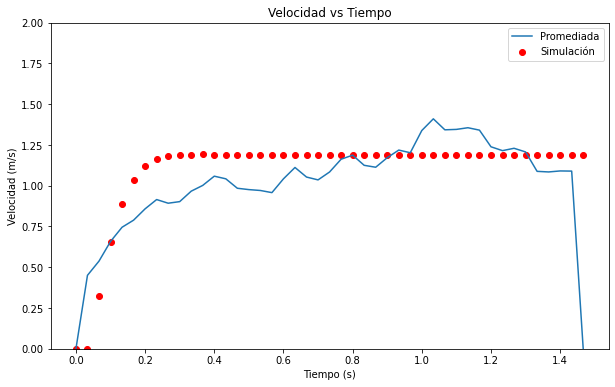 Velocidad vs Tiempo
Promediada
Simulación
Velocidad (m/s)
2.00
1.75
1.50
1.25
1.00
0.75
0.50
0.25
0.00
0.0 0.2 0.4 0.6 0.8 1.0 1.2 1.4
Tiempo (s)